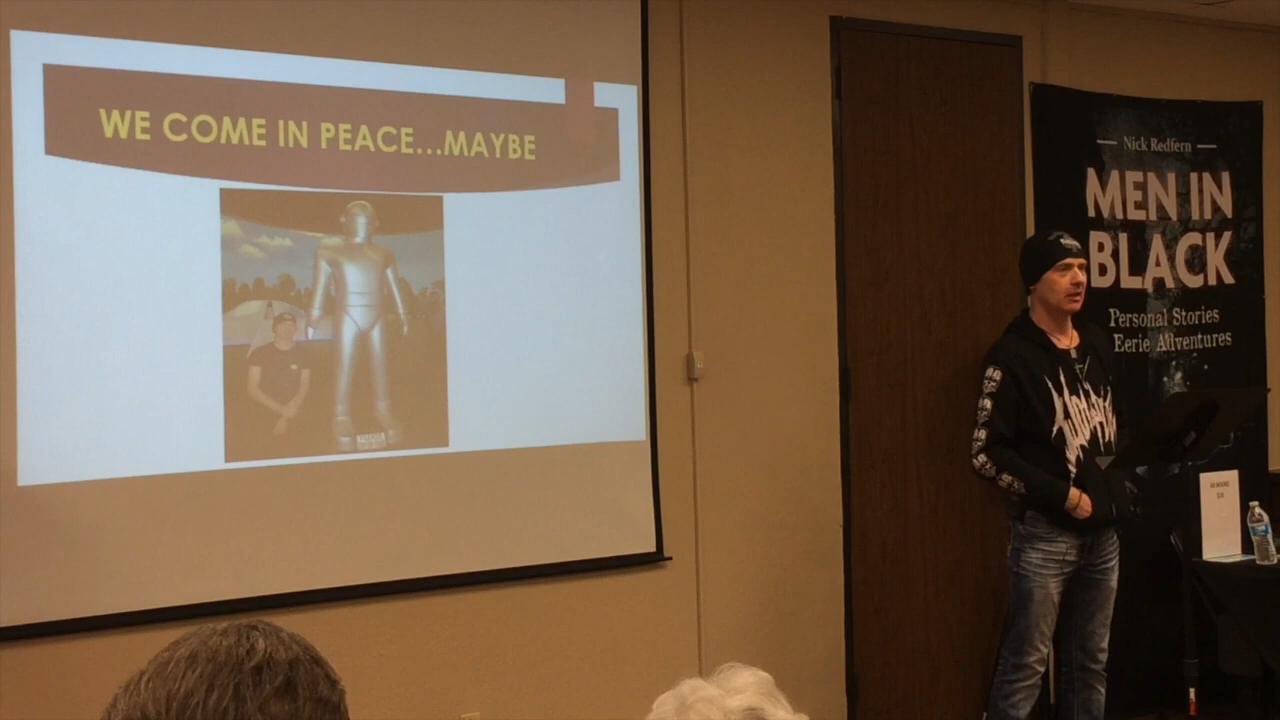 WE COME IN PEACE...MAYBE
Nick Redfern
MEN IN
BLACK
Personal Stories
Eerie Adventures